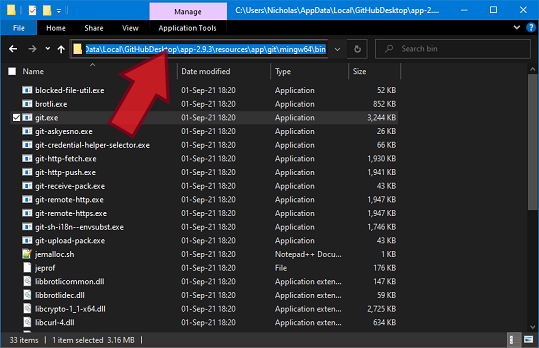 Manage C:\Users\Nicholas\AppData\Local\GitHubDesktop\app-2.9.3....
File Home Share View Application Tools
Data\Local\GitHubDesktop\app-2.9.3\resources\app\git\mingw64\bin Search bin
Name Date modified Type Size
blocked-file-util.exe 01-Sep-21 18:20 Application 52 KB
brotli.exe 01-Sep-21 18:20 Application 852 KB
git.exe 01-Sep-21 18:20 Application 3,244 KB
git-askyesno.exe 01-Sep-21 18:20 Application 26 KB
git-credential-helper-selector.exe 01-Sep-21 18:20 Application 66 KB
git-http-fetch.exe 01-Sep-21 18:20 Application 1,930 KB
git-http-push.exe 01-Sep-21 18:20 Application 1,941 KB
git-receive-pack.exe 01-Sep-21 18:20 Application 43 KB
git-remote-http.exe 01-Sep-21 18:20 Application 1,947 KB
git-remote-https.exe 01-Sep-21 18:20 Application 1,947 KB
git-sh-i18n--envsubst.exe 01-Sep-21 18:20 Application 1,746 KB
git-upload-pack.exe 01-Sep-21 18:20 Application 43 KB
jemalloc.sh 01-Sep-21 18:20 Notepad++ Docu... 1 KB
jeprof 01-Sep-21 18:20 File 176 KB
libbrotlicommon.dll 01-Sep-21 18:20 Application exten... 147 KB
libbrotlidec.dll 01-Sep-21 18:20 Application exten... 59 KB
libcrypto-1_1-x64.dll 01-Sep-21 18:20 Application exten... 2,725 KB
libcurl-4.dll 01-Sep-21 18:20 Application exten... 634 KB
33 items 1 item selected 3.16 MB